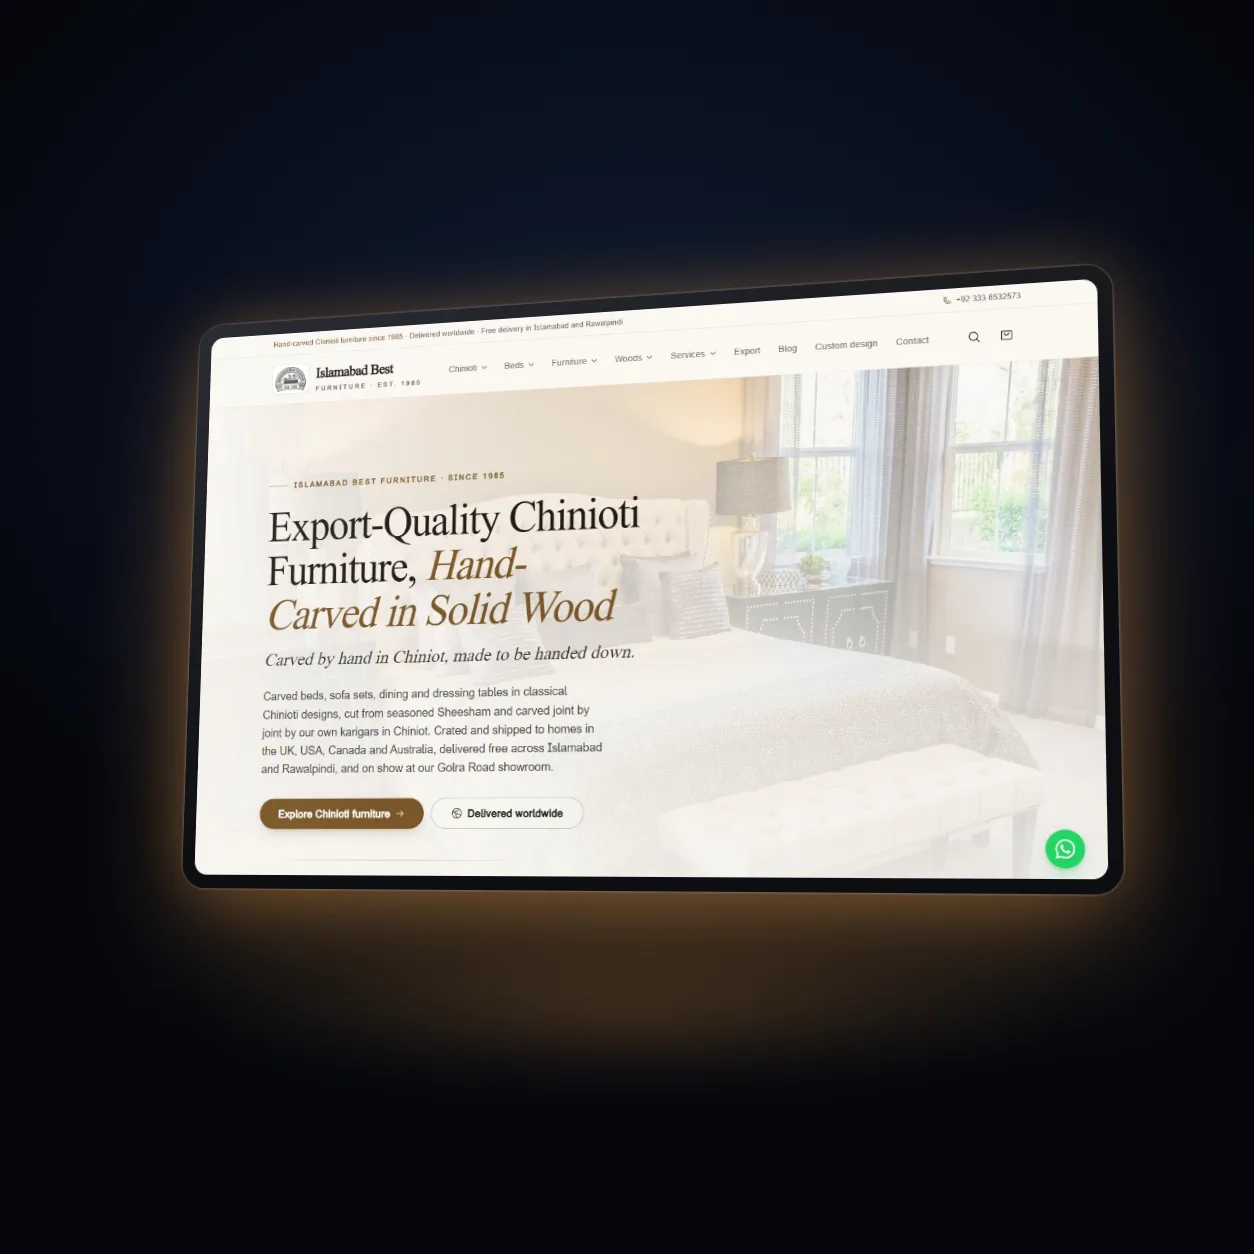 Hand-carved Chinioti furniture since 1985 · Delivered worldwide · Free delivery in Islamabad and Rawalpindi
+92 333 6532573
Islamabad Best
FURNITURE · EST. 1985
Chinioti Beds Furniture Woods Services Export Blog Custom design Contact
ISLAMABAD BEST FURNITURE · SINCE 1985
Export-Quality Chinioti
Furniture, Hand-
Carved in Solid Wood
Carved by hand in Chiniot, made to be handed down.
Carved beds, sofa sets, dining and dressing tables in classical
Chinioti designs, cut from seasoned Sheesham and carved joint by
joint by our own karigars in Chiniot. Crated and shipped to homes in
the UK, USA, Canada and Australia, delivered free across Islamabad
and Rawalpindi, and on show at our Golra Road showroom.
Explore Chinioti furniture →
Delivered worldwide